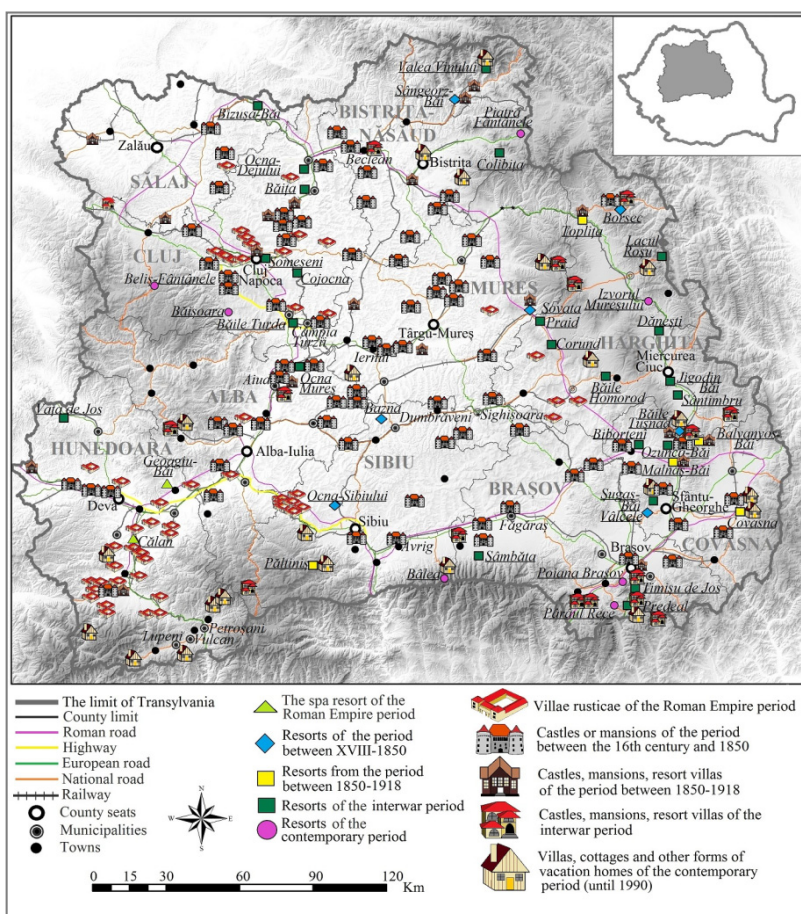 Valea Vinului
Sângeorz-
Băi
BISTRIȚA-
NĂSĂUD
Piatra
Fântânele
Bizușa-Băi
Zalău
Beclean
Bistrița
Colibița
Ocna-
Dejului
SĂLAJ
Băița
Borsec
Toplița
CLUJ
Someșeni
Lacul
Roșu
Cluj
Napoca
Cojocna
Beliș-Fântânele
MUREȘ
Izvoru
Mureșului
Băișoara
Sovata
Băile Turda
Câmpia
Turzii
Târgu-Mureș
Praid
Dănești
Corund
HARGHITA
Iernut
Miercurea
Ciuc
Aiud
Ocna
Mureș
Jigodin
Băi
Băile
Homorod
Sântimbru
ALBA
Vața de Jos
Bazna
Dumbrăveni
Sighișoara
Băile
Tușnad
Balvanyos
Băi
HUNEDOARA
Biborțeni
Alba-Iulia
Ozunca-Băi
Geoagiu-
Băi
SIBIU
Malnaș-Băi
BRAȘOV
Deva
Ocna-Sibiului
Șugaș-
Băi
Sfântu-
Gheorghe
Vâlcele
Făgăraș
Covasna
Sibiu
Călan
COVASNA
Avrig
Brașov
Sâmbăta
Păltiniș
Bâlea
Poiana Brașov
Timișu de Jos
Pârâul Rece
Predeal
Petroșani
Lupeni
Vulcan
The limit of Transylvania
County limit
Roman road
Highway
European road
National road
Railway
County seats
Municipalities
Towns
The spa resort of the
Roman Empire period
Resorts of the period
between XVIII-1850
Resorts from the period
between 1850-1918
Resorts of the interwar period
Resorts of the
contemporary period
N
W
E
S
Villae rusticae of the Roman Empire period
Castles or mansions of the period
between the 16th century and 1850
Castles, mansions, resort villas
of the period between 1850-1918
Castles, mansions, resort villas of the
interwar period
Villas, cottages and other forms of
vacation homes of the contemporary
period (until 1990)
0 15 30 60 90 120
Km